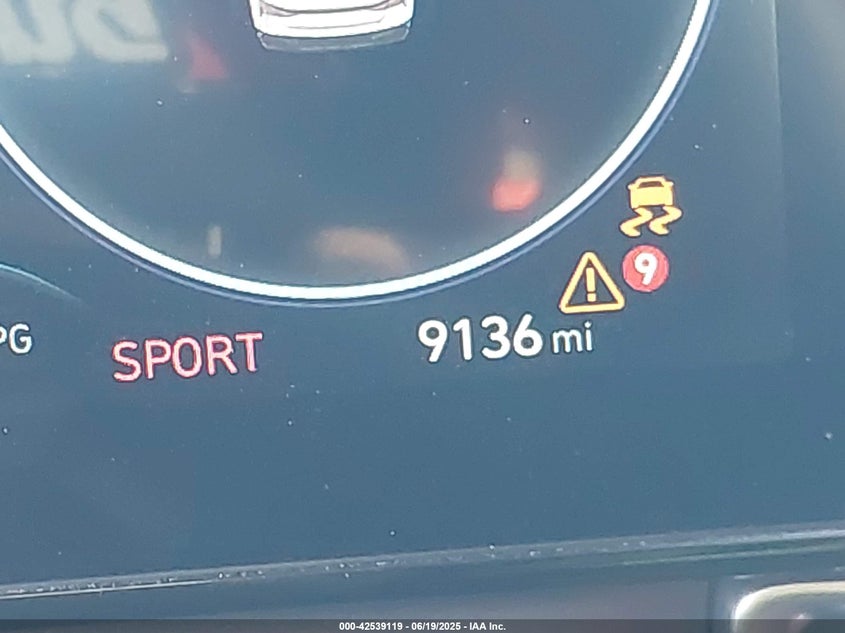 9
9136 mi
PG
SPORT
000-42539119 - 06/19/2025 - IAA Inc.